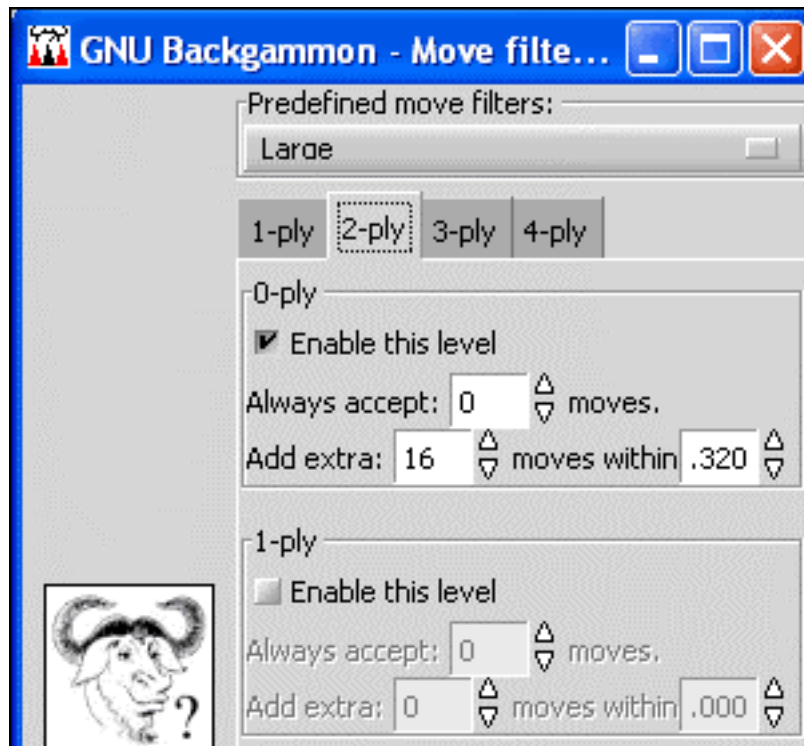 GNU Backgammon - Move filte...
Predefined move filters:
Large
1-ply 2-ply 3-ply 4-ply
0-ply
Enable this level
Always accept: 0 moves.
Add extra: 16 moves within .320
1-ply
Enable this level
Always accept: 0 moves.
Add extra: 0 moves within .000
?